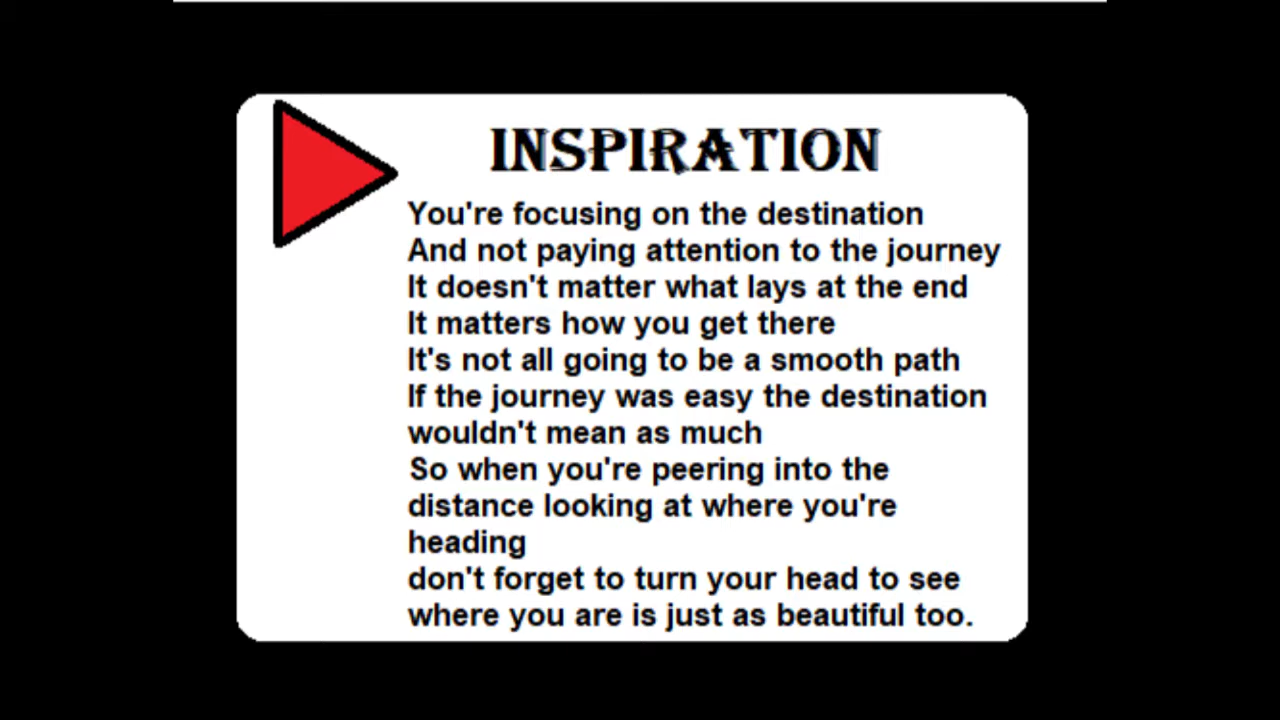 INSPIRATION
You're focusing on the destination
And not paying attention to the journey
It doesn't matter what lays at the end
It matters how you get there
It's not all going to be a smooth path
If the journey was easy the destination
wouldn't mean as much
So when you're peering into the
distance looking at where you're
heading
don't forget to turn your head to see
where you are is just as beautiful too.